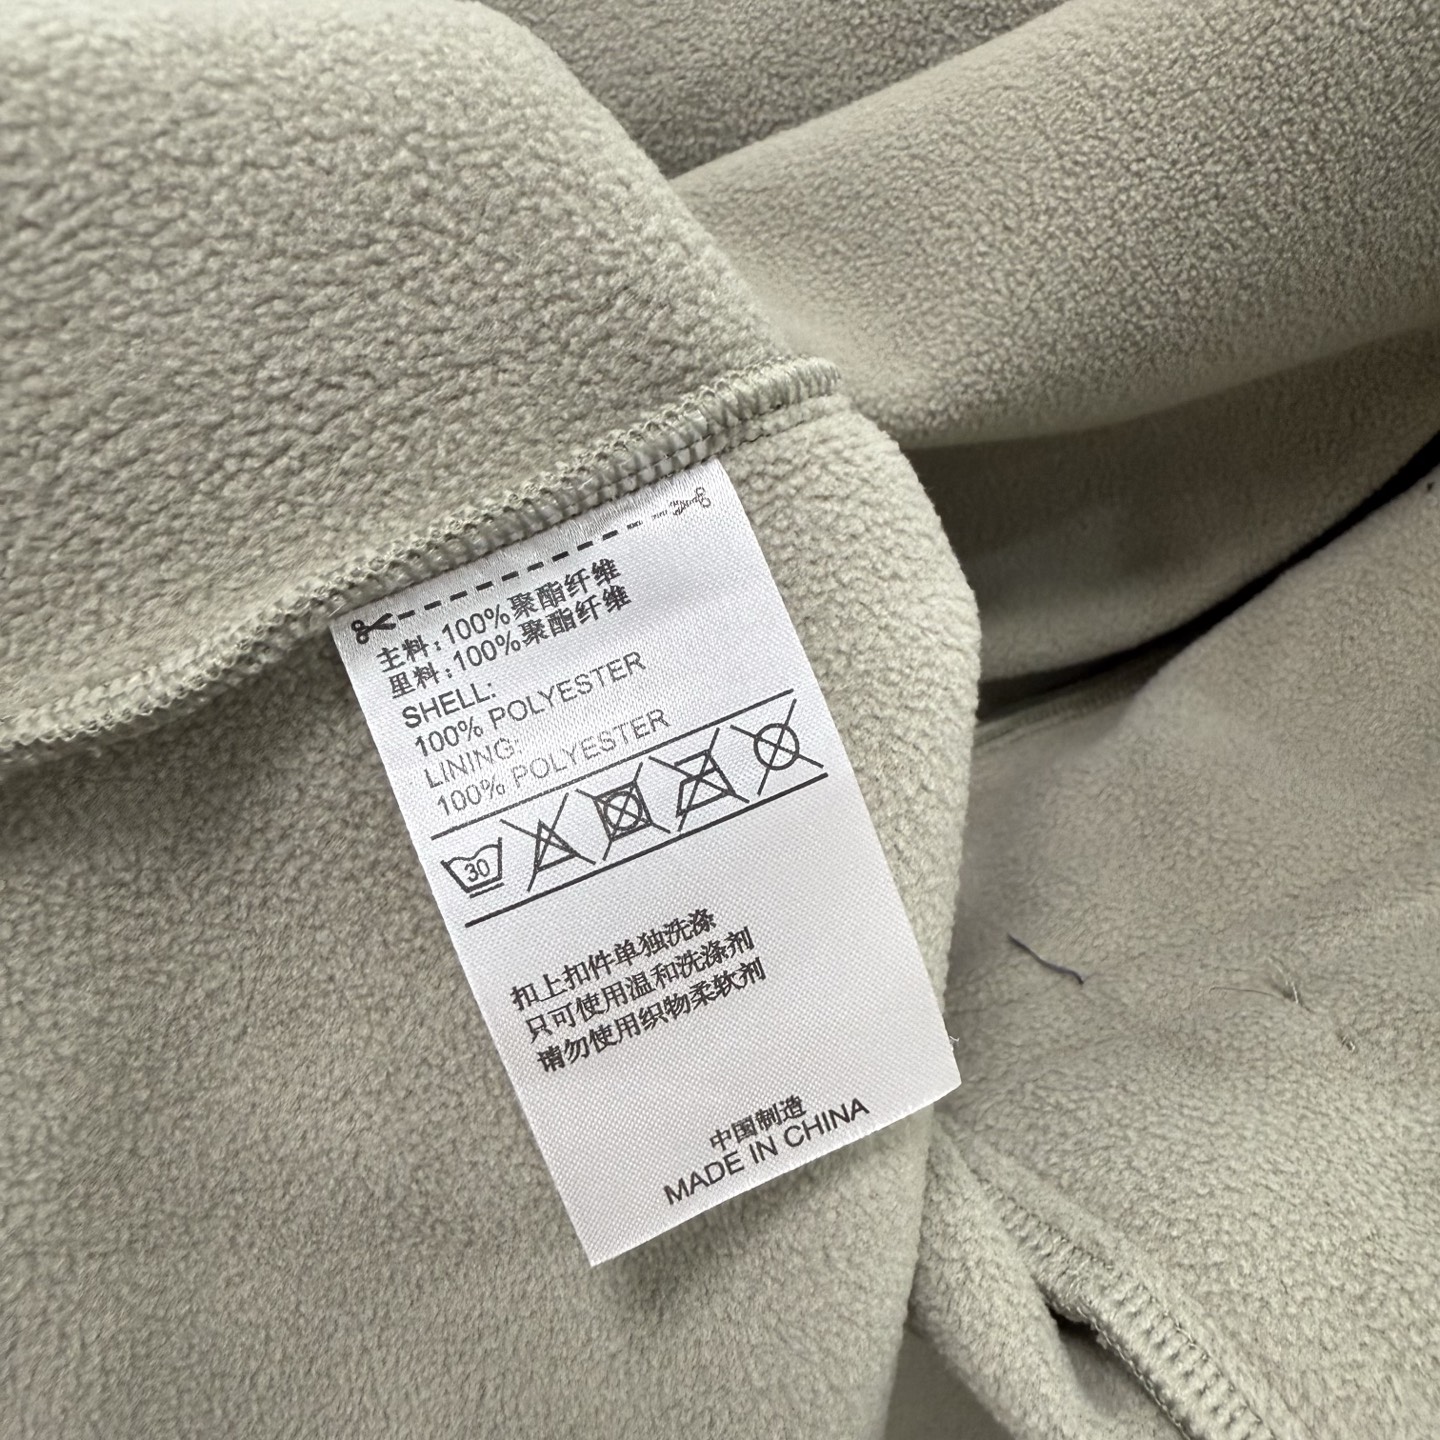 主料:100%聚酯纤维
里料:100%聚酯纤维
SHELL:
100% POLYESTER
LINING:
100% POLYESTER
30
扣上扣件单独洗涤
只可使用温和洗涤剂
请勿使用织物柔软剂
中国制造
MADE IN CHINA